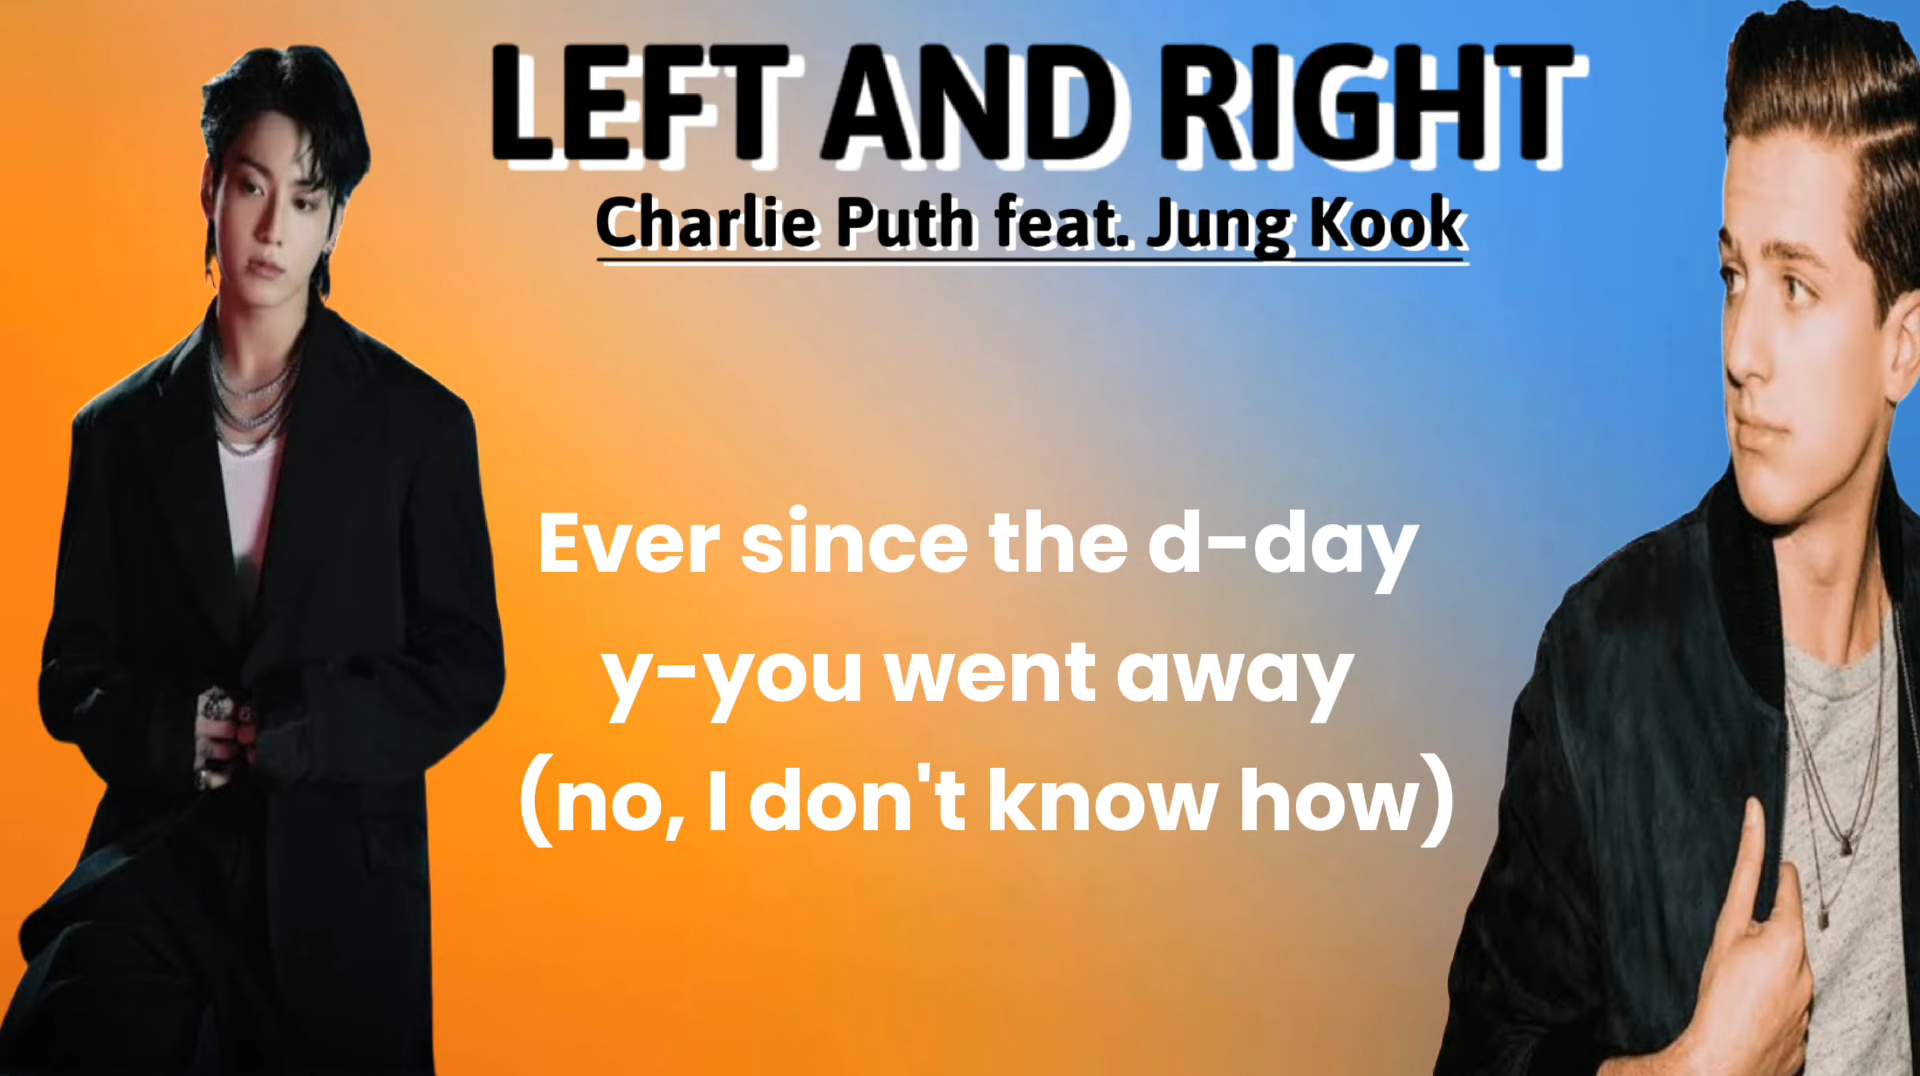 LEFT AND RIGHT
Charlie Puth feat. Jung Kook
Ever since the d-day
y-you went away
(no, I don't know how)